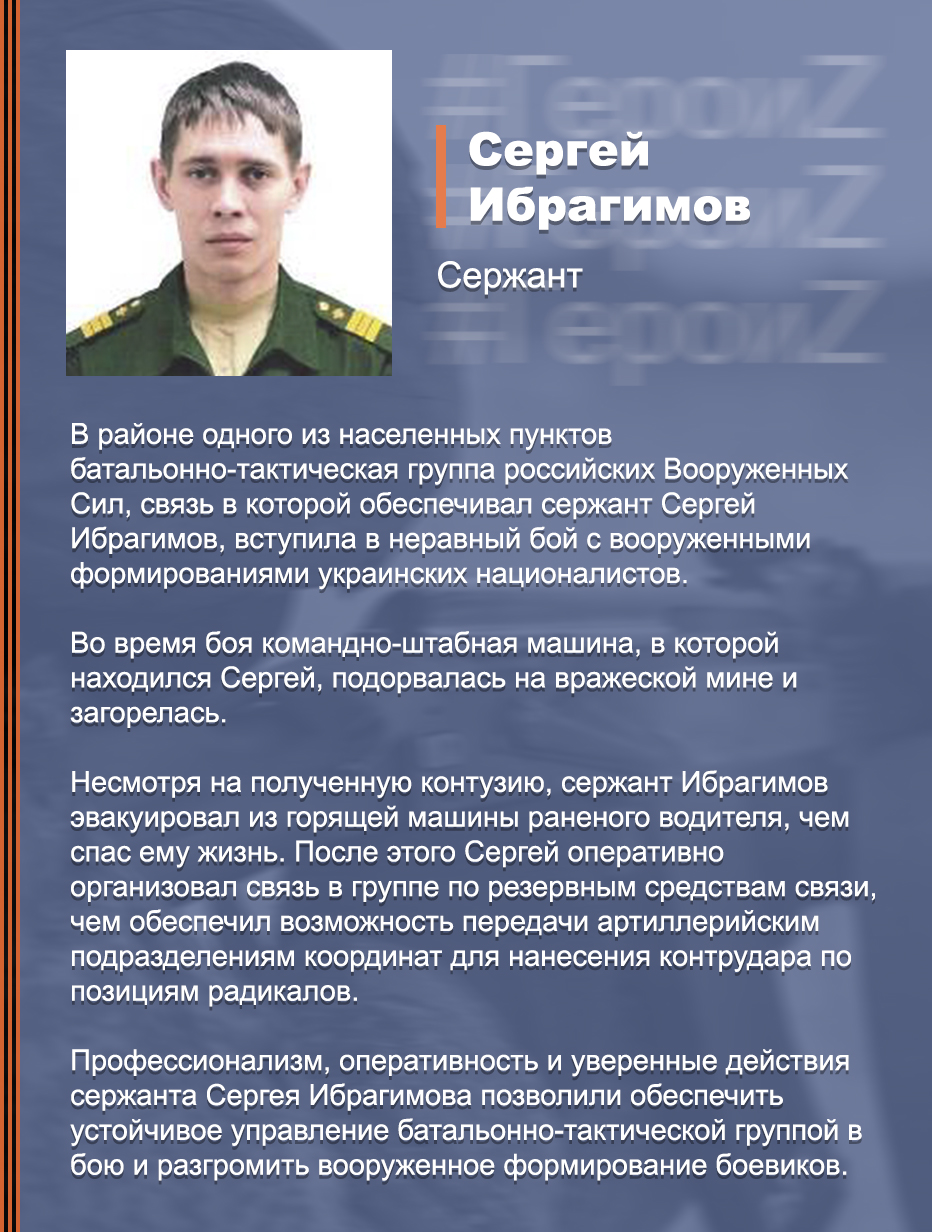 #ГероиZ
#ГероиZ
#ГероиZ
Сергей
Ибрагимов
Сержант
В районе одного из населенных пунктов
батальонно-тактическая группа российских Вооруженных
Сил, связь в которой обеспечивал сержант Сергей
Ибрагимов, вступила в неравный бой с вооруженными
формированиями украинских националистов.
Во время боя командно-штабная машина, в которой
находился Сергей, подорвалась на вражеской мине и
загорелась.
Несмотря на полученную контузию, сержант Ибрагимов
эвакуировал из горящей машины раненого водителя, чем
спас ему жизнь. После этого Сергей оперативно
организовал связь в группе по резервным средствам связи,
чем обеспечил возможность передачи артиллерийским
подразделениям координат для нанесения контрудара по
позициям радикалов.
Профессионализм, оперативность и уверенные действия
сержанта Сергея Ибрагимова позволили обеспечить
устойчивое управление батальонно-тактической группой в
бою и разгромить вооруженное формирование боевиков.